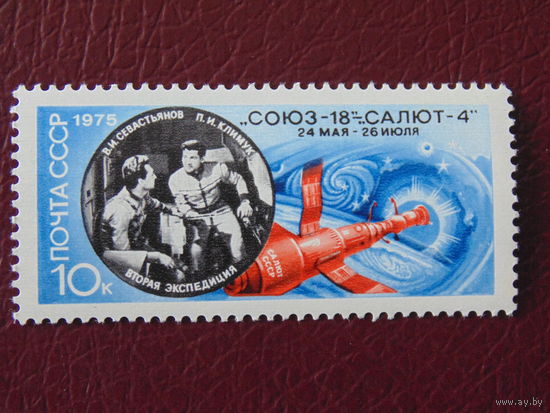 „СОЮЗ-18"-„САЛЮТ-4"
24 МАЯ - 26 ИЮЛЯ
ПОЧТА СССР 1975
В.И. СЕВАСТЬЯНОВ П.И. КЛИМУК
ВТОРАЯ ЭКСПЕДИЦИЯ
САЛЮТ
СССР
10к
www.ay.by